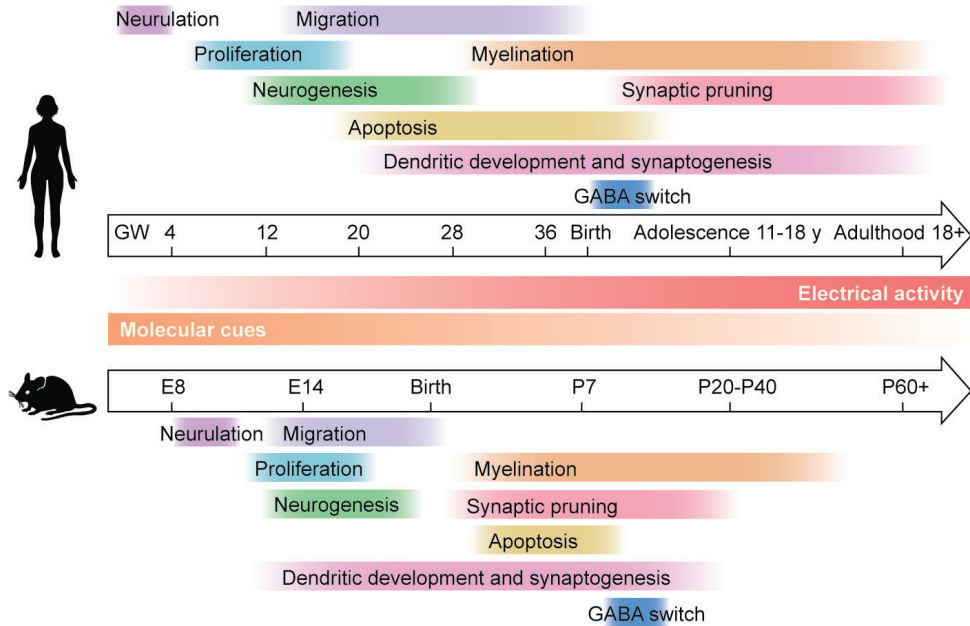 Neurulation Migration
Proliferation Myelination
Neurogenesis Synaptic pruning
Apoptosis
Dendritic development and synaptogenesis
GABA switch
GW 4 12 20 28 36 Birth Adolescence 11-18 y Adulthood 18+
Electrical activity
Molecular cues
E8 E14 Birth P7 P20-P40 P60+
Neurulation Migration
Proliferation Myelination
Neurogenesis Synaptic pruning
Apoptosis
Dendritic development and synaptogenesis
GABA switch